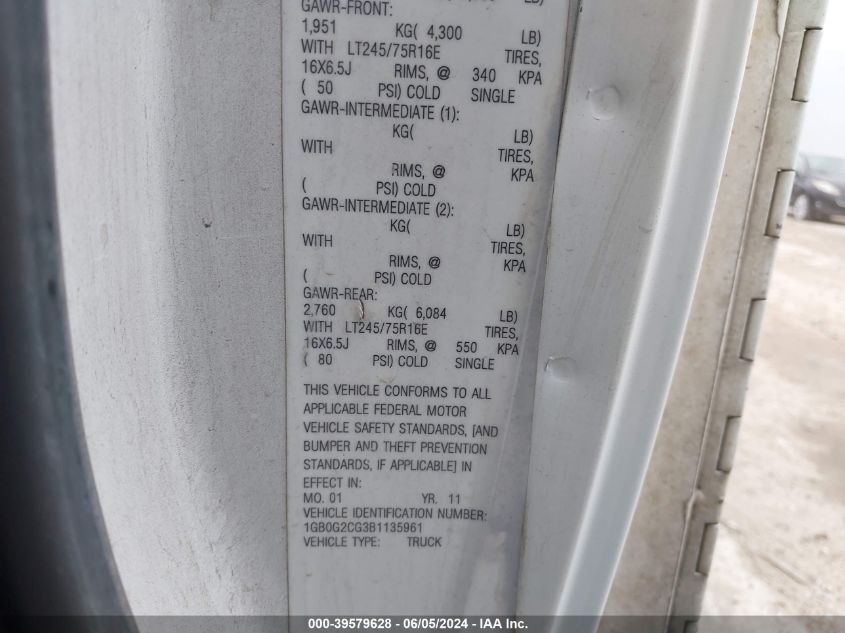 GAWR-FRONT:
1,951 KG( 4,300 LB)
WITH LT245/75R16E TIRES,
16X6.5J RIMS, @ 340 KPA
( 50 PSI) COLD SINGLE
GAWR-INTERMEDIATE (1):
KG( LB)
WITH TIRES,
RIMS, @ KPA
( PSI) COLD
GAWR-INTERMEDIATE (2):
KG( LB)
WITH TIRES,
RIMS, @ KPA
( PSI) COLD
GAWR-REAR:
2,760 KG( 6,084 LB)
WITH LT245/75R16E TIRES,
16X6.5J RIMS, @ 550 KPA
( 80 PSI) COLD SINGLE
THIS VEHICLE CONFORMS TO ALL
APPLICABLE FEDERAL MOTOR
VEHICLE SAFETY STANDARDS, [AND
BUMPER AND THEFT PREVENTION
STANDARDS, IF APPLICABLE] IN
EFFECT IN:
MO. 01 YR. 11
VEHICLE IDENTIFICATION NUMBER:
1GB0G2CG3B1135961
VEHICLE TYPE: TRUCK
000-39579628 - 06/05/2024 - IAA Inc.